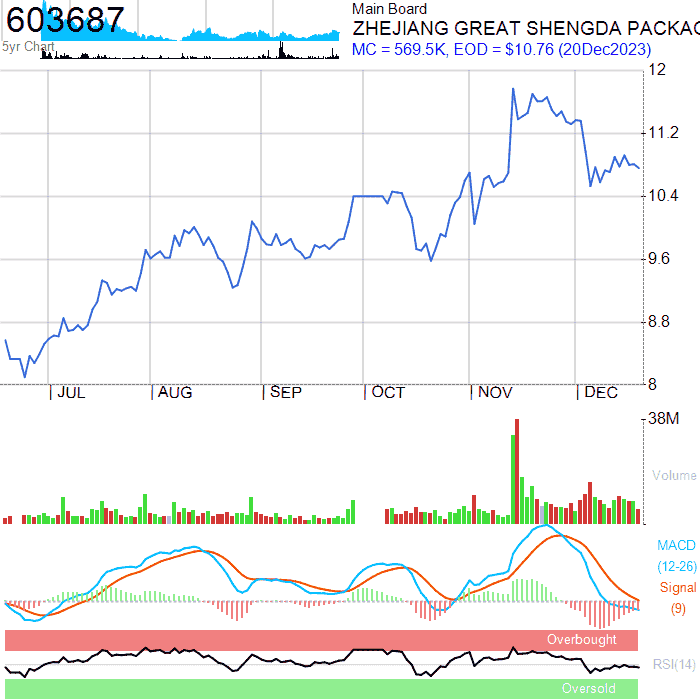 603687
5yr Chart
Main Board
ZHEJIANG GREAT SHENGDA PACKAG
MC = 569.5K, EOD = $10.76 (20Dec2023)
12
11.2
10.4
9.6
8.8
8
JUL AUG SEP OCT NOV DEC
38M
Volume
MACD
(12-26)
Signal
(9)
Overbought
RSI(14)
Oversold